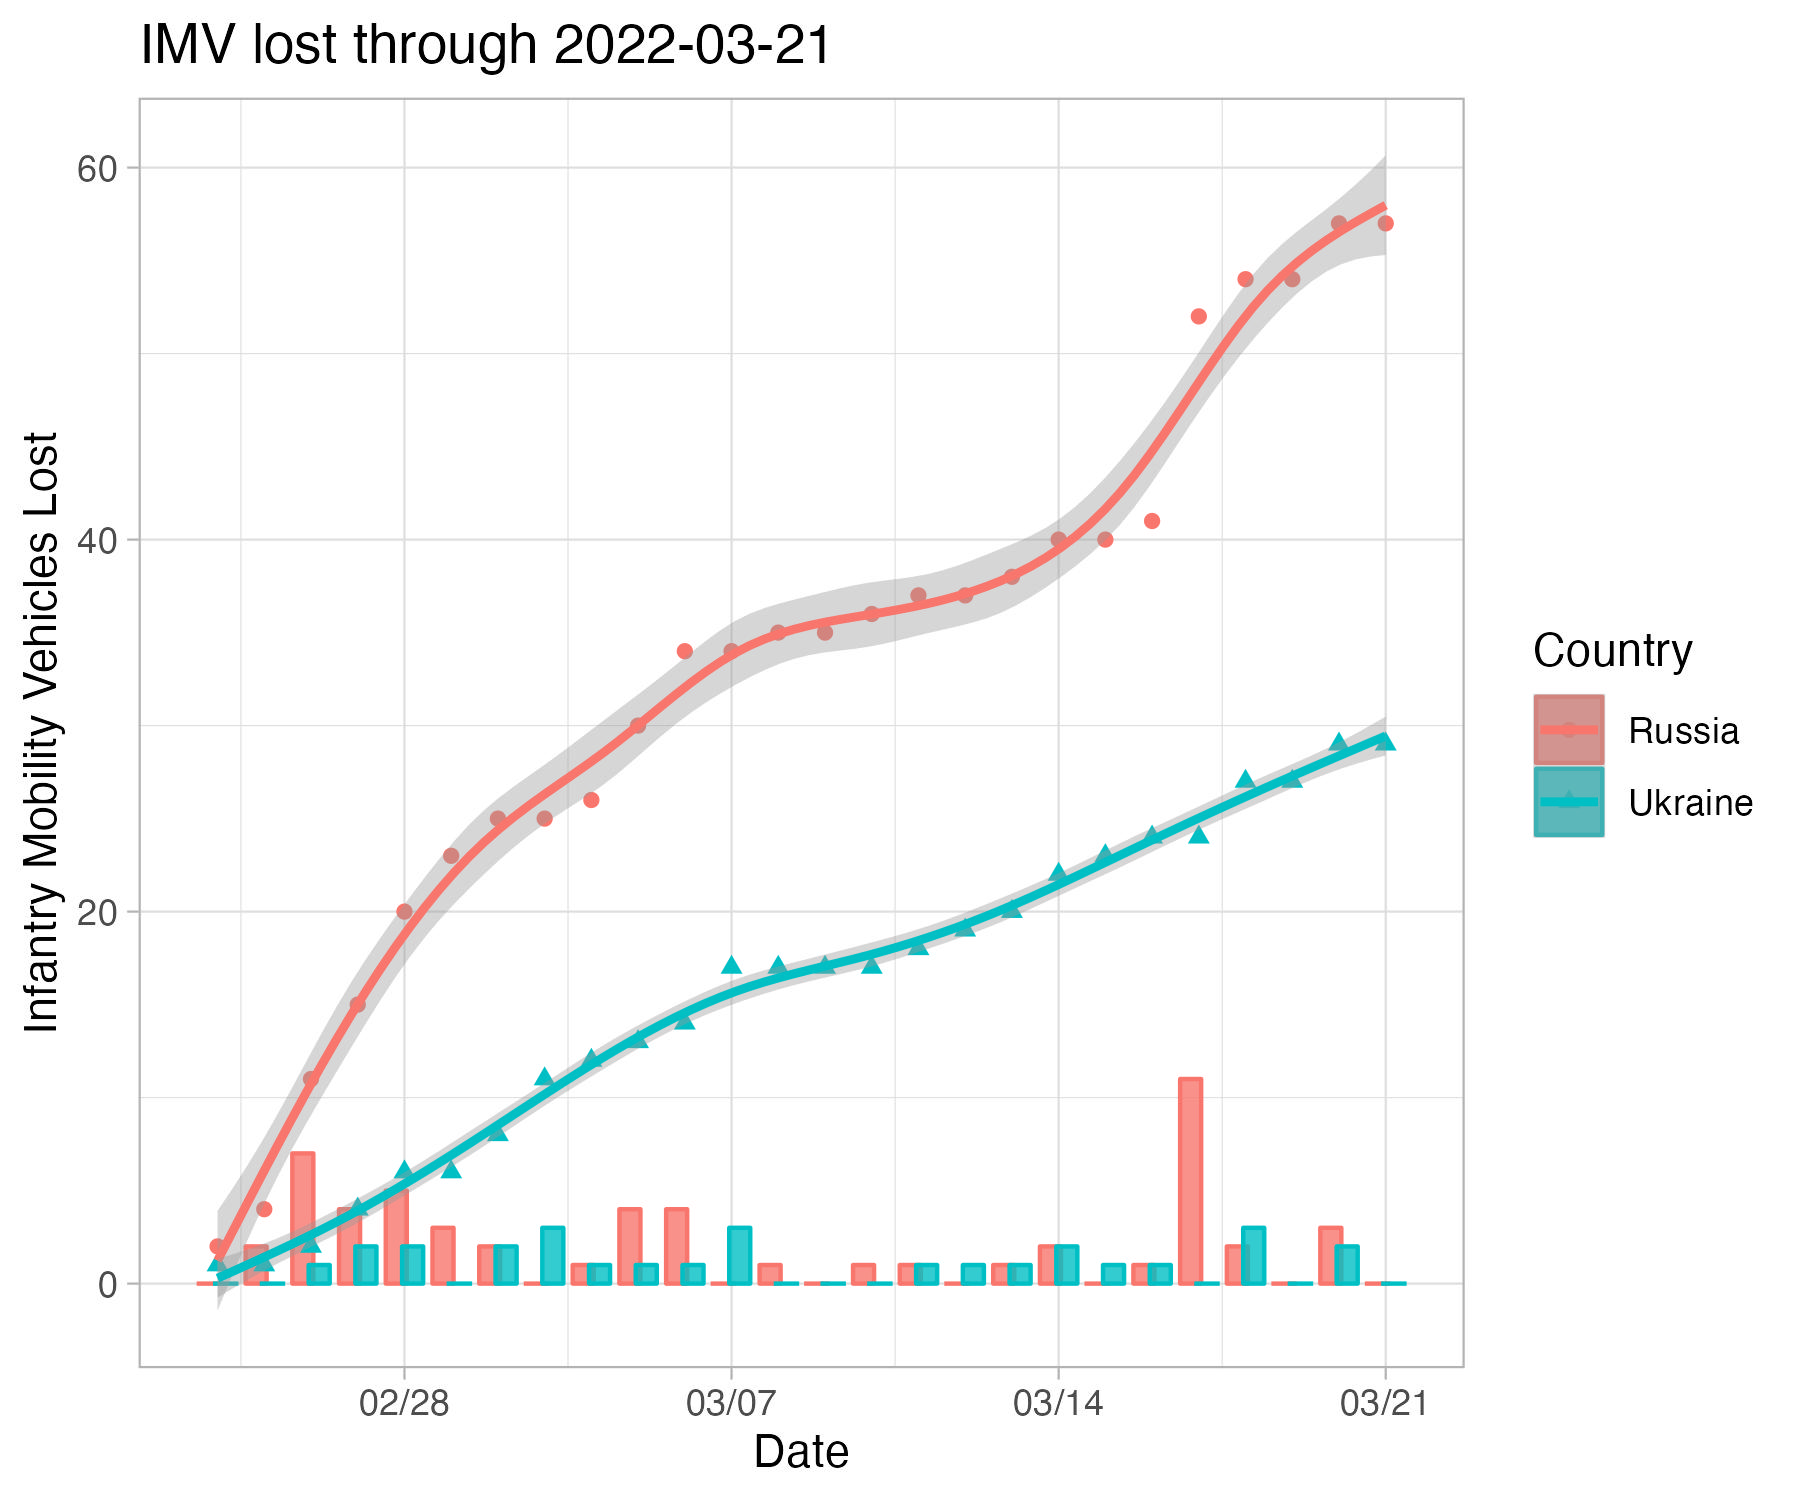 IMV lost through 2022-03-21
Infantry Mobility Vehicles Lost
60
40
20
0
02/28
03/07
03/14
03/21
Date
Country
Russia
Ukraine